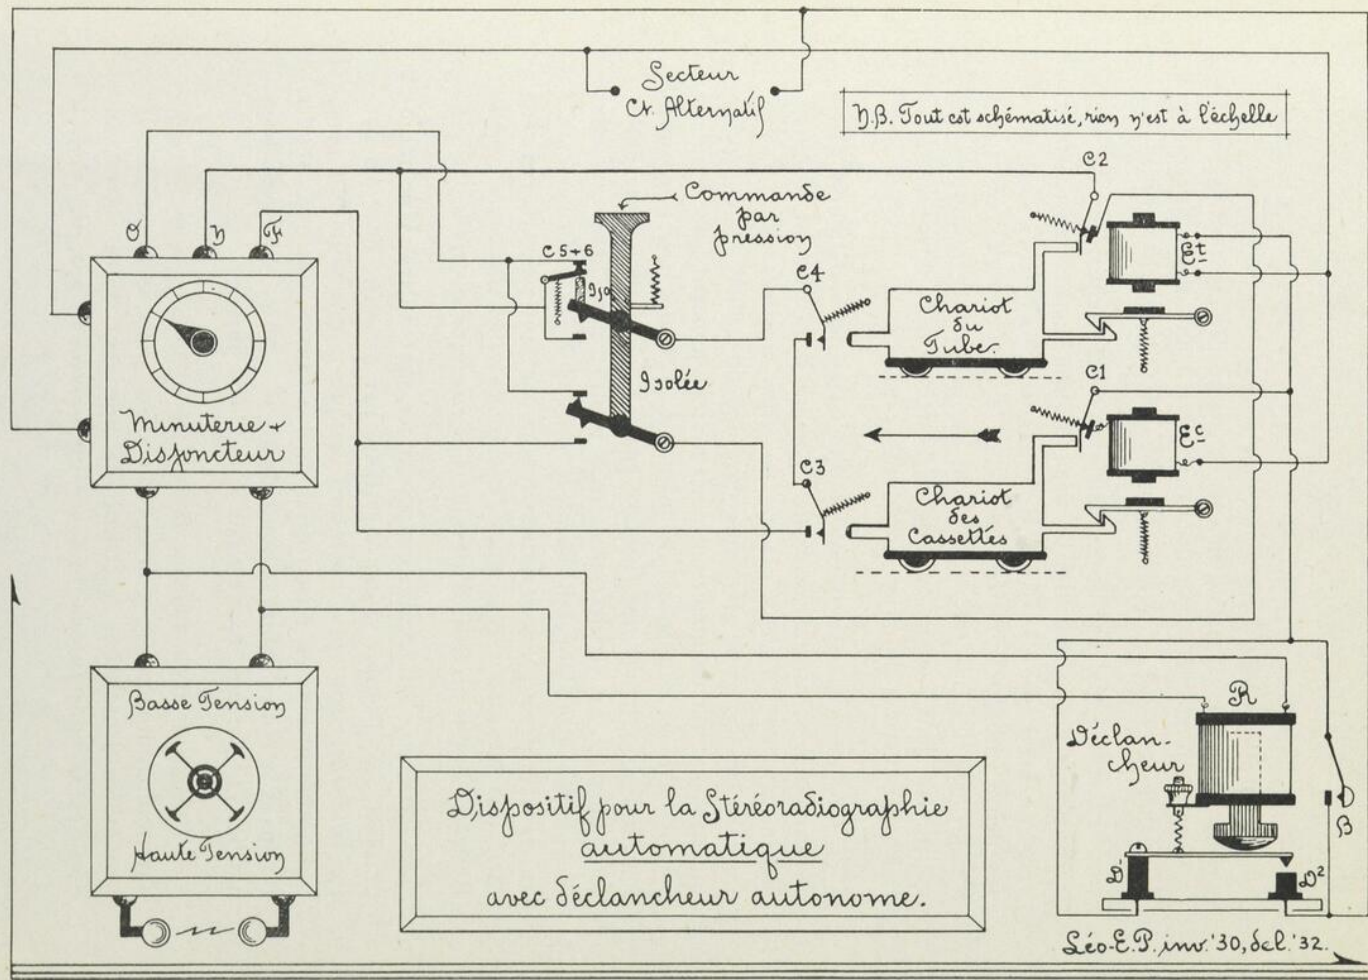 Secteur
Ct. Alternatif
N.B. Tout est schématisé, rien n'est à l'échelle
O N F
Minuterie +
Disjoncteur
C5+6
Iso.
Commande
par
pression
Isolée
C4
C3
C2
C1
Chariot
du
Tube.
Et
Chariot
des
Cassettes
Ec
Basse Tension
Haute Tension
Dispositif pour la Stéréoradiographie
automatique
avec déclancheur autonome.
R
Déclan-
cheur
B
D D2
Léo-E.P. inv. '30, del. '32.